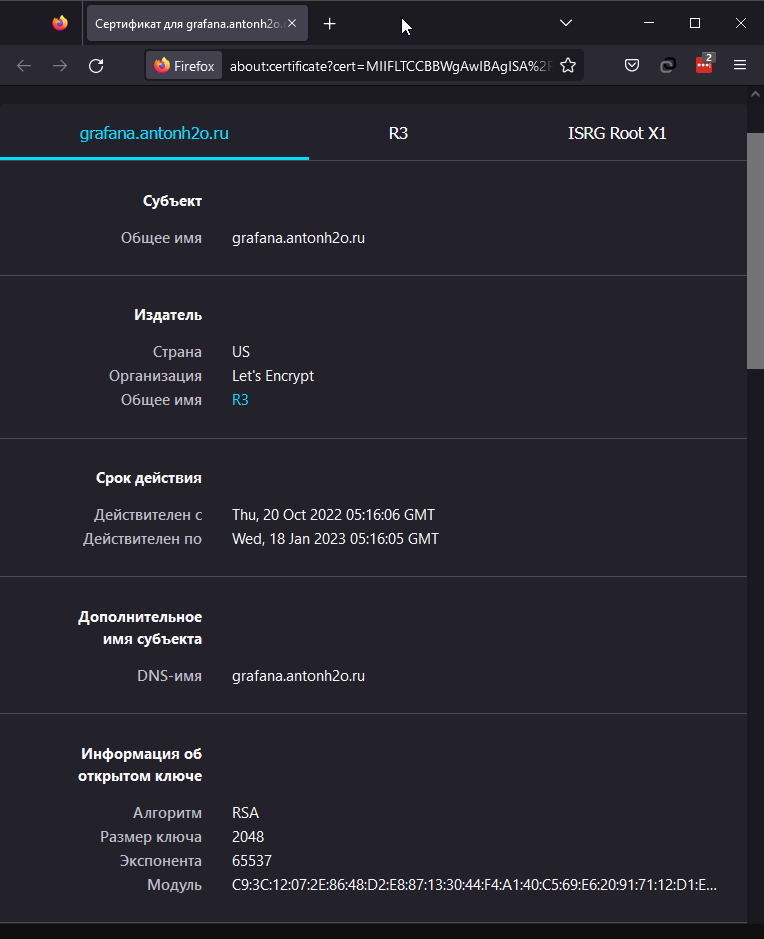 Сертификат для grafana.antonh2o.
Firefox about:certificate?cert=MIIFLTCCBBWgAwIBAgISA%2F
2
grafana.antonh2o.ru R3 ISRG Root X1
Субъект
Общее имя grafana.antonh2o.ru
Издатель
Страна US
Организация Let's Encrypt
Общее имя R3
Срок действия
Действителен с Thu, 20 Oct 2022 05:16:06 GMT
Действителен по Wed, 18 Jan 2023 05:16:05 GMT
Дополнительное
имя субъекта
DNS-имя grafana.antonh2o.ru
Информация об
открытом ключе
Алгоритм RSA
Размер ключа 2048
Экспонента 65537
Модуль C9:3C:12:07:2E:86:48:D2:E8:87:13:30:44:F4:A1:40:C5:69:E6:20:91:71:12:D1:E…